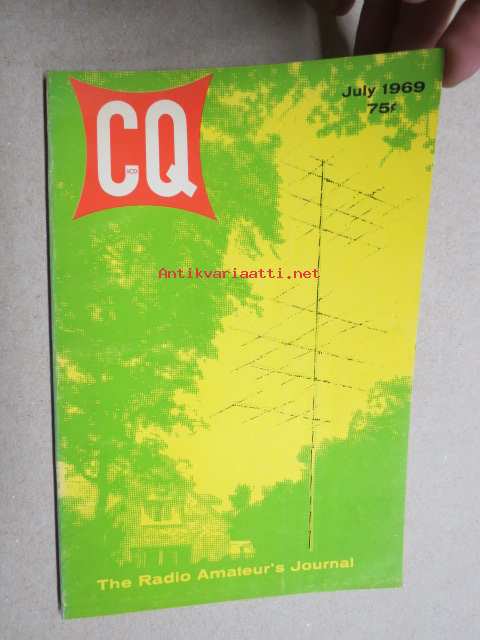 CQ
July 1969
75¢
Antikvariaatti.net
The Radio Amateur's Journal